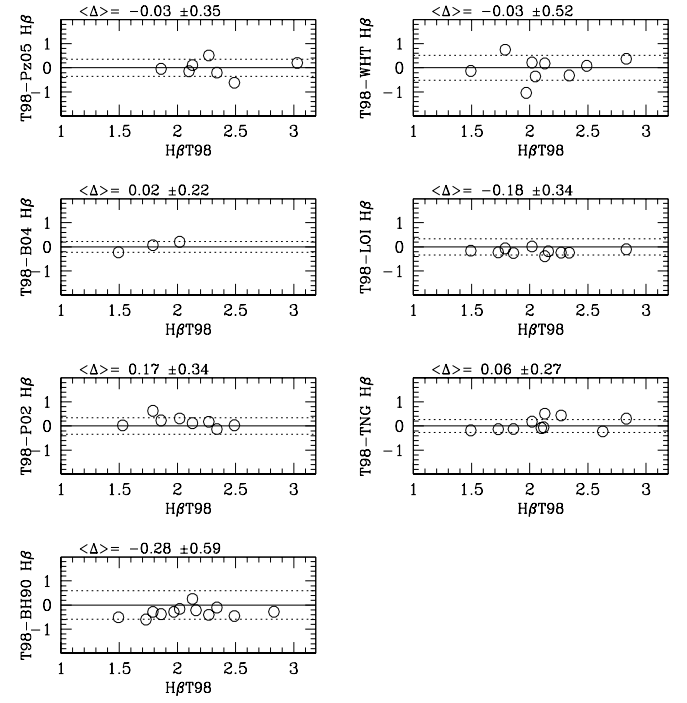 <Δ>= −0.03 ±0.35
T98−Pz05 Hβ
1
0
−1
1 1.5 2 2.5 3
HβT98
<Δ>= −0.03 ±0.52
T98−WHT Hβ
1
0
−1
1 1.5 2 2.5 3
HβT98
<Δ>= 0.02 ±0.22
T98−B04 Hβ
1
0
−1
1 1.5 2 2.5 3
HβT98
<Δ>= −0.18 ±0.34
T98−LOI Hβ
1
0
−1
1 1.5 2 2.5 3
HβT98
<Δ>= 0.17 ±0.34
T98−P02 Hβ
1
0
−1
1 1.5 2 2.5 3
HβT98
<Δ>= 0.06 ±0.27
T98−TNG Hβ
1
0
−1
1 1.5 2 2.5 3
HβT98
<Δ>= −0.28 ±0.59
T98−BH90 Hβ
1
0
−1
1 1.5 2 2.5 3
HβT98